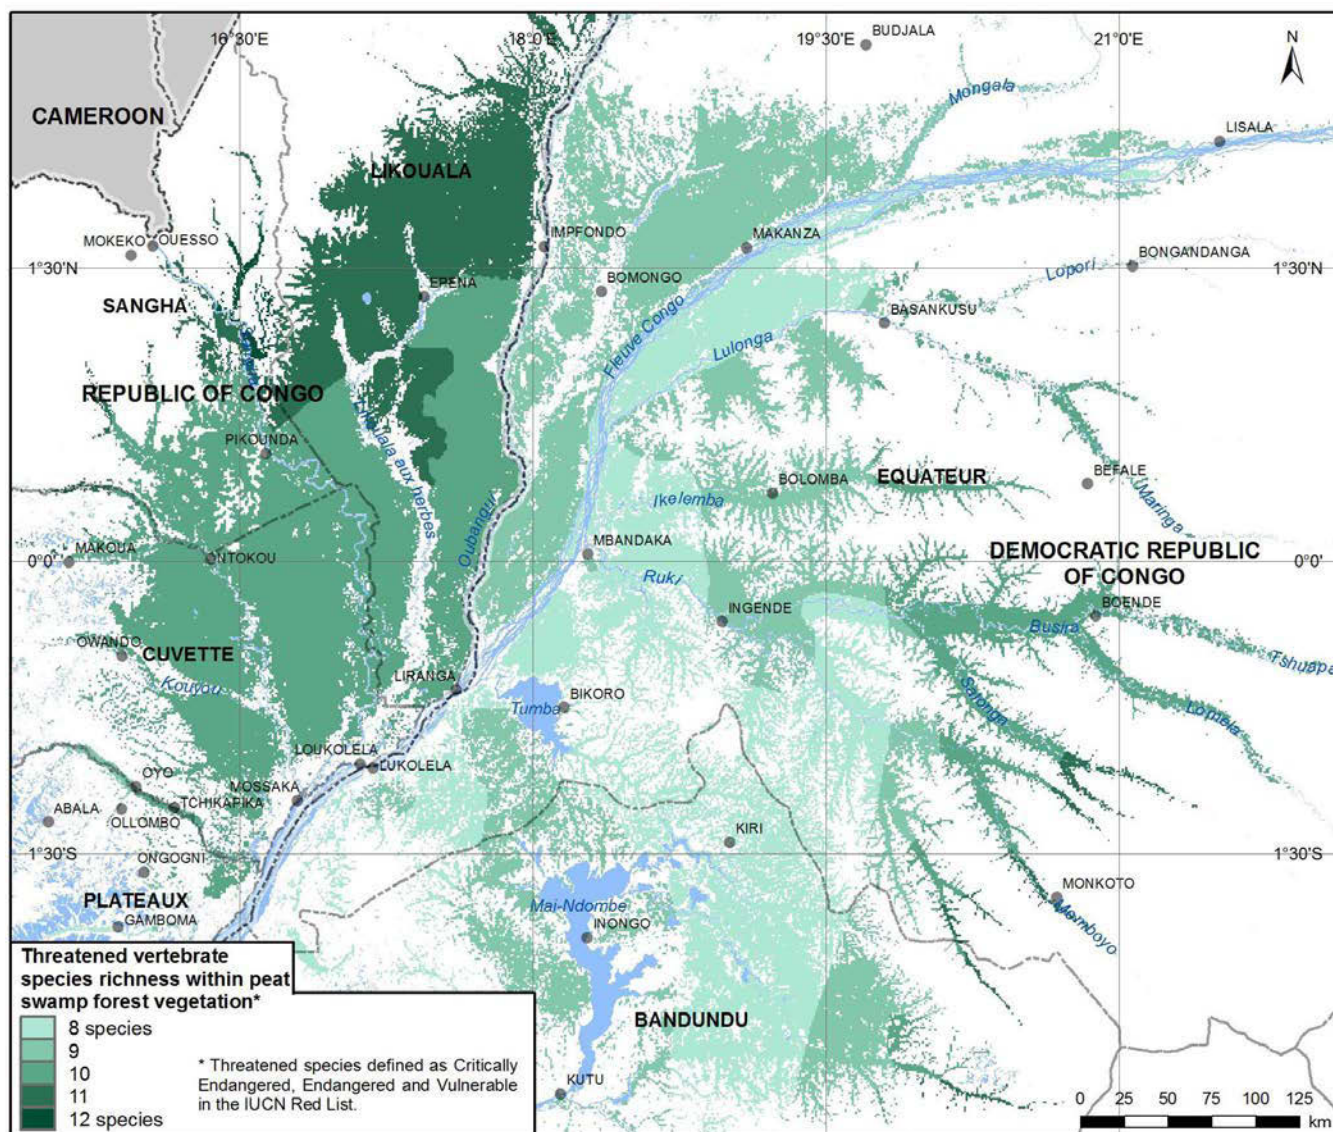 16°30'E
18°0'E
19°30'E
21°0'E
N
BUDJALA
Mongala
CAMEROON
LISALA
LIKOUALA
MOKEKO
OUESSO
IMPFONDO
MAKANZA
BONGANDANGA
1°30'N
1°30'N
Lopori
EPENA
BOMONGO
SANGHA
Fleuve Congo
BASANKUSU
Lulonga
REPUBLIC OF CONGO
Likouala aux herbes
PIKOUNDA
BEFALE
BOLOMBA
EQUATEUR
Ikelemba
Maringa
Oubangui
MAKOUA
NTOKOU
MBANDAKA
DEMOCRATIC REPUBLIC
OF CONGO
0°0'
0°0'
Ruki
INGENDE
BOENDE
Busira
OWANDO
CUVETTE
Tshuapa
Kouyou
LIRANGA
Salonga
BIKORO
Tumba
Lomela
LOUKOLELA
LUKOLELA
OYO
MOSSAKA
TCHIKAPIKA
ABALA
OLLOMBO
KIRI
1°30'S
1°30'S
ONGOGNI
MONKOTO
PLATEAUX
Mai-Ndombe
Momboyo
GAMBOMA
INONGO
BANDUNDU
KUTU
Threatened vertebrate
species richness within peat
swamp forest vegetation*
8 species
9
10
11
12 species
* Threatened species defined as Critically
Endangered, Endangered and Vulnerable
in the IUCN Red List.
0 25 50 75 100 125
km